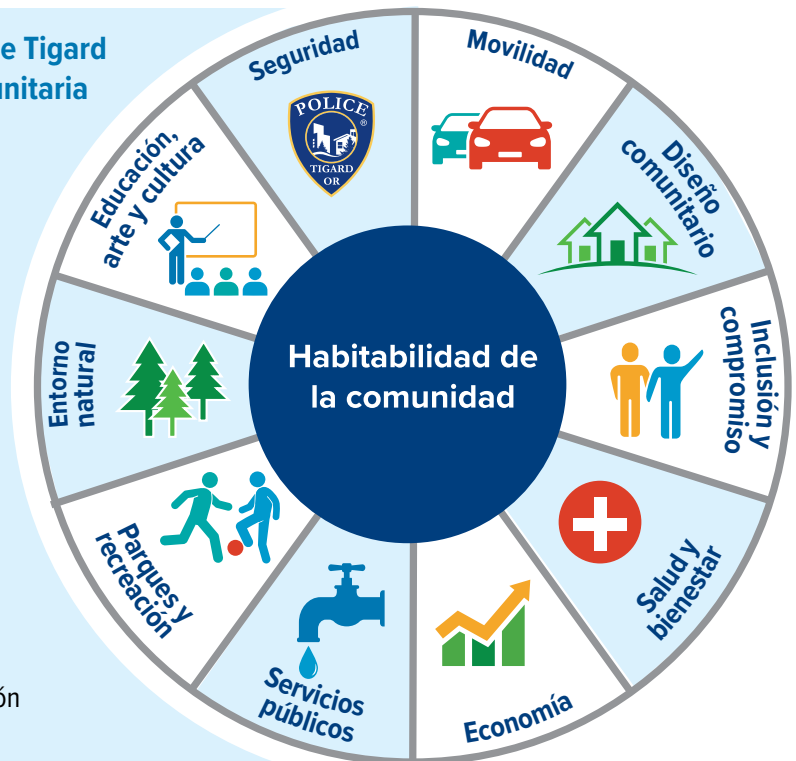 e Tigard
unitaria
Seguridad
POLICE
®
TIGARD
OR
Movilidad
Diseño
comunitario
Inclusión y
compromiso
Salud y
bienestar
Economía
Servicios
públicos
Parques y
recreación
Entorno
natural
Educación,
arte y cultura
Habitabilidad de
la comunidad
ón